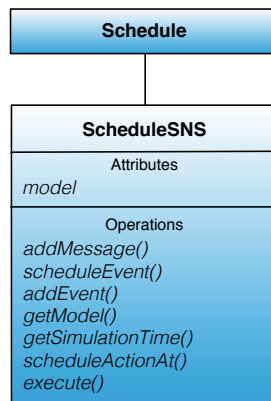 Schedule
ScheduleSNS
Attributes
model
Operations
addMessage()
scheduleEvent()
addEvent()
getModel()
getSimulationTime()
scheduleActionAt()
execute()